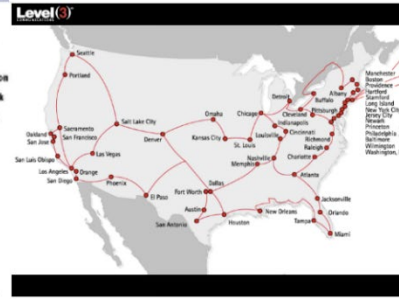 Level(3)
COMMUNICATIONS
Seattle
Portland
Sacramento
Oakland
San Francisco
San Jose
San Luis Obispo
Los Angeles
Orange
San Diego
Las Vegas
Phoenix
Salt Lake City
Denver
El Paso
Omaha
Kansas City
St. Louis
Chicago
Detroit
Cleveland
Indianapolis
Cincinnati
Louisville
Nashville
Memphis
Dallas
Fort Worth
Austin
San Antonio
Houston
New Orleans
Buffalo
Pittsburgh
Albany
Richmond
Raleigh
Charlotte
Atlanta
Jacksonville
Orlando
Tampa
Miami
Manchester
Boston
Providence
Hartford
Stamford
Long Island
New York City
Jersey City
Newark
Princeton
Philadelphia
Baltimore
Wilmington
Washington,